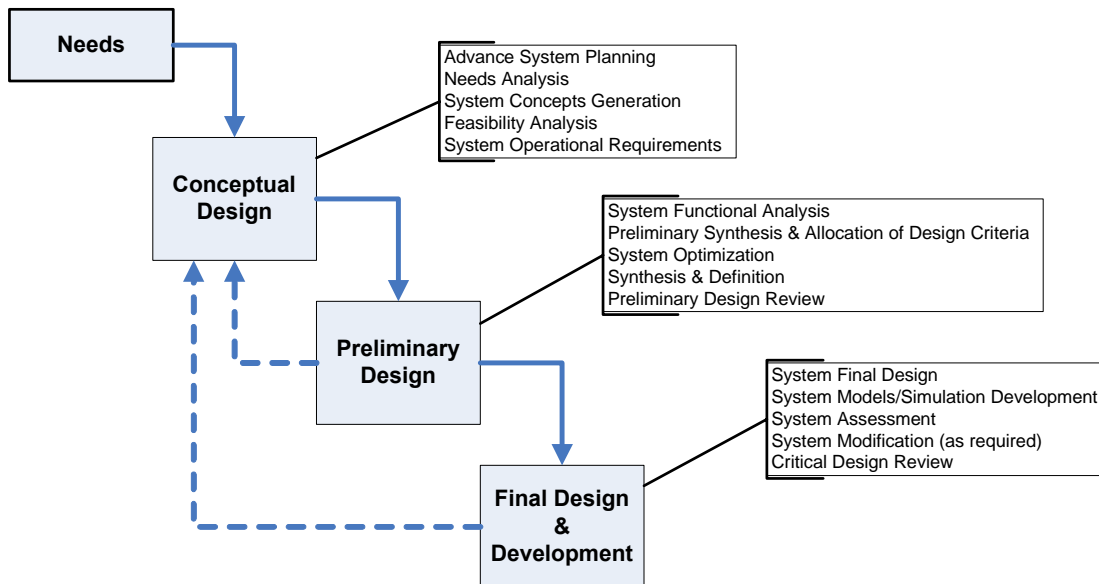 Needs
Advance System Planning
Needs Analysis
System Concepts Generation
Feasibility Analysis
System Operational Requirements
Conceptual
Design
System Functional Analysis
Preliminary Synthesis & Allocation of Design Criteria
System Optimization
Synthesis & Definition
Preliminary Design Review
Preliminary
Design
System Final Design
System Models/Simulation Development
System Assessment
System Modification (as required)
Critical Design Review
Final Design
&
Development